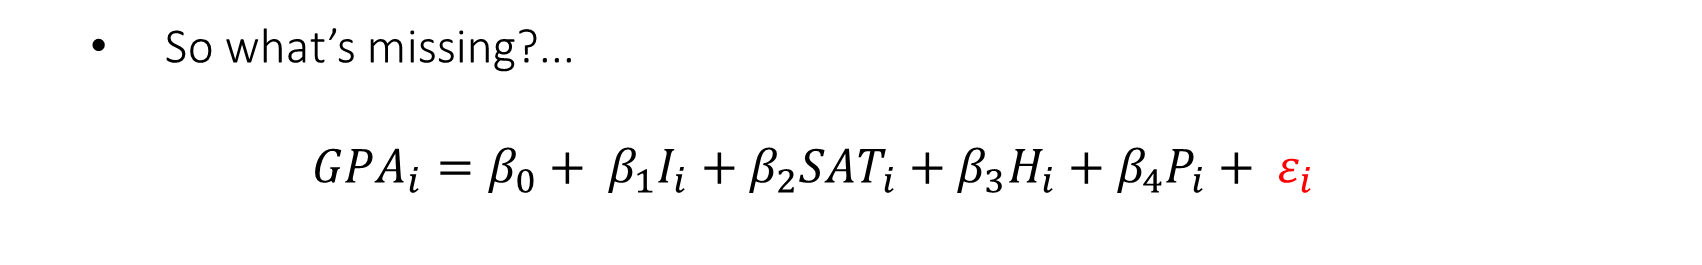 • So what's missing?...
GPAᵢ = β₀ + β₁Iᵢ + β₂SATᵢ + β₃Hᵢ + β₄Pᵢ + εᵢ